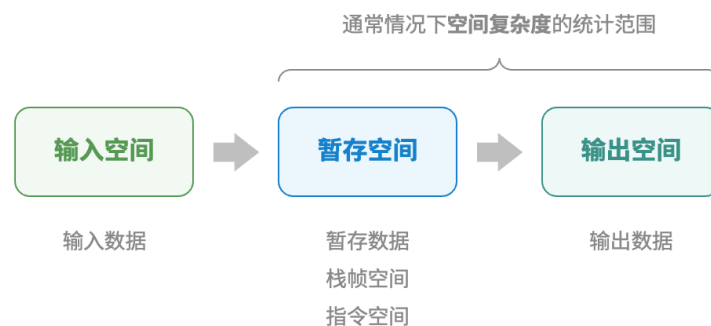 通常情况下空间复杂度的统计范围
输入空间
暂存空间
输出空间
输入数据
暂存数据
输出数据
栈帧空间
指令空间